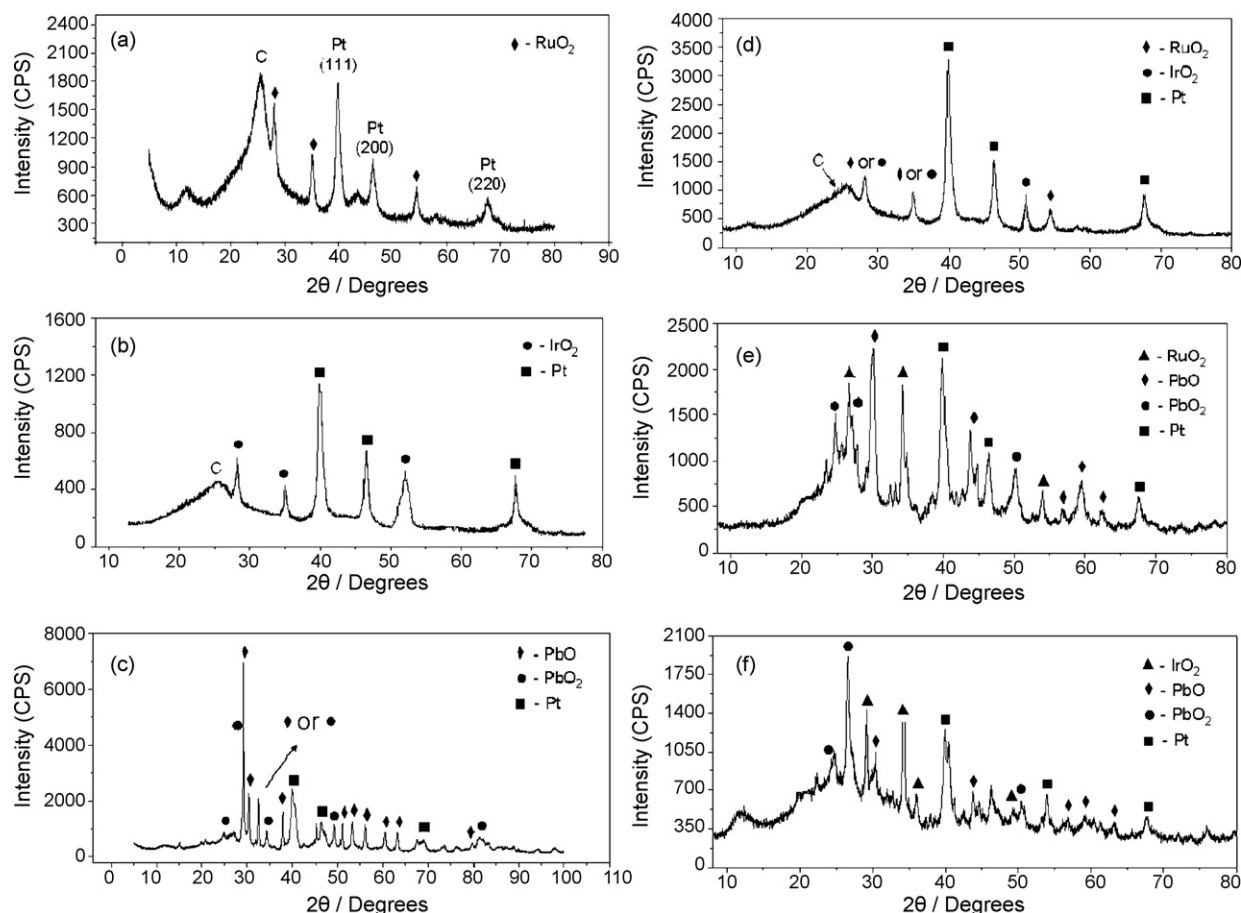 (a)
♦ - RuO₂
C
Pt
(111)
Pt
(200)
Pt
(220)
Intensity (CPS)
2400
2100
1800
1500
1200
900
600
300
0 10 20 30 40 50 60 70 80 90
2θ / Degrees
(b)
● - IrO₂
■ - Pt
C
Intensity (CPS)
1600
1200
800
400
0
10 20 30 40 50 60 70 80
2θ / Degrees
(c)
♦ - PbO
● - PbO₂
■ - Pt
♦ or ●
Intensity (CPS)
8000
6000
4000
2000
0
0 10 20 30 40 50 60 70 80 90 100 110
2θ / Degrees
(d)
♦ - RuO₂
● - IrO₂
■ - Pt
C
♦ or ●
♦ or ●
Intensity (CPS)
4000
3500
3000
2500
2000
1500
1000
500
0
10 20 30 40 50 60 70 80
2θ / Degrees
(e)
▲ - RuO₂
♦ - PbO
● - PbO₂
■ - Pt
Intensity (CPS)
2500
2000
1500
1000
500
0
10 20 30 40 50 60 70 80
2θ / Degrees
(f)
▲ - IrO₂
♦ - PbO
● - PbO₂
■ - Pt
Intensity (CPS)
2100
1750
1400
1050
700
350
0
10 20 30 40 50 60 70 80
2θ / Degrees